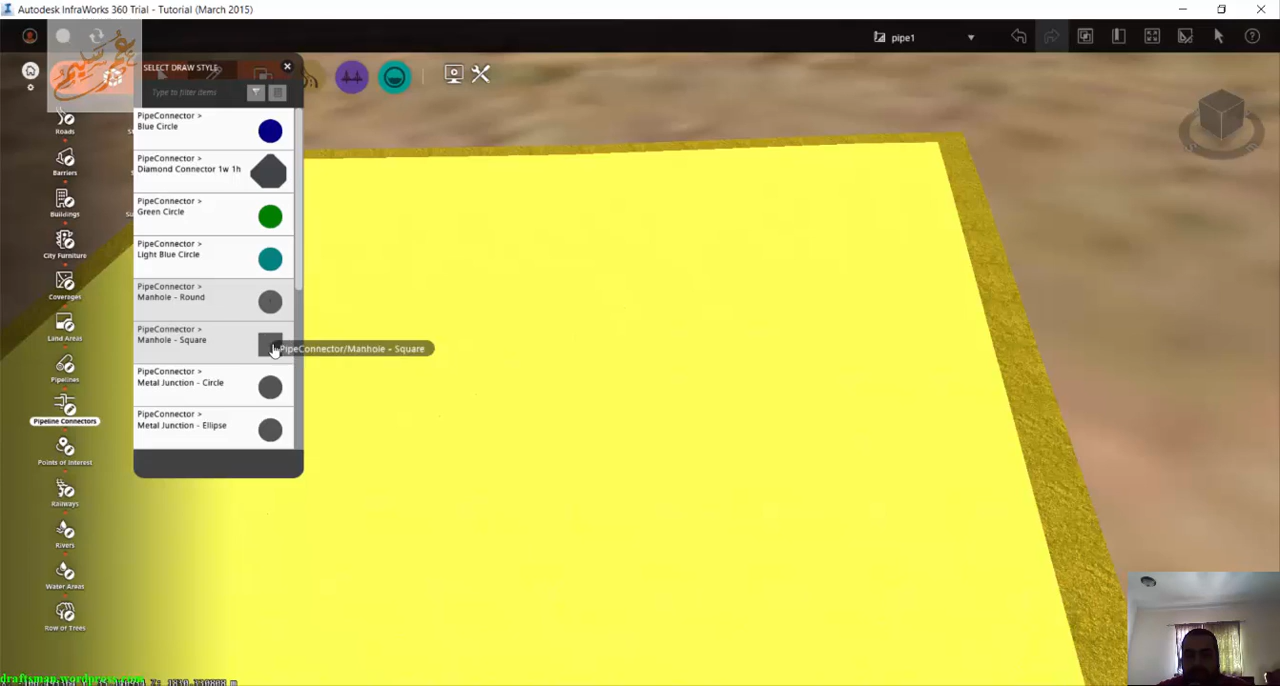 Autodesk InfraWorks 360 Trial - Tutorial (March 2015)
pipe1
SELECT DRAW STYLE
Type to filter items
PipeConnector >
Blue Circle
PipeConnector >
Diamond Connector 1w 1h
PipeConnector >
Green Circle
PipeConnector >
Light Blue Circle
PipeConnector >
Manhole - Round
PipeConnector >
Manhole - Square
PipeConnector/Manhole - Square
PipeConnector >
Metal Junction - Circle
PipeConnector >
Metal Junction - Ellipse
Roads
Barriers
Buildings
City Furniture
Coverages
Land Areas
Pipelines
Pipeline Connectors
Points of Interest
Railways
Rivers
Water Areas
Row of Trees
draftsman.wordpress.com